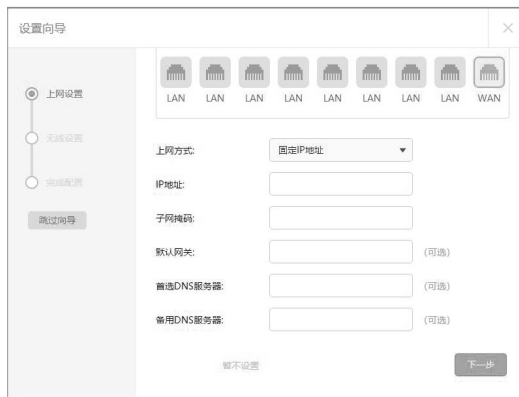 设置向导
上网设置
无线设置
完成配置
跳过向导
LAN LAN LAN LAN LAN LAN LAN LAN WAN
上网方式: 固定IP地址
IP地址:
子网掩码:
默认网关: (可选)
首选DNS服务器: (可选)
备用DNS服务器: (可选)
暂不设置 下一步